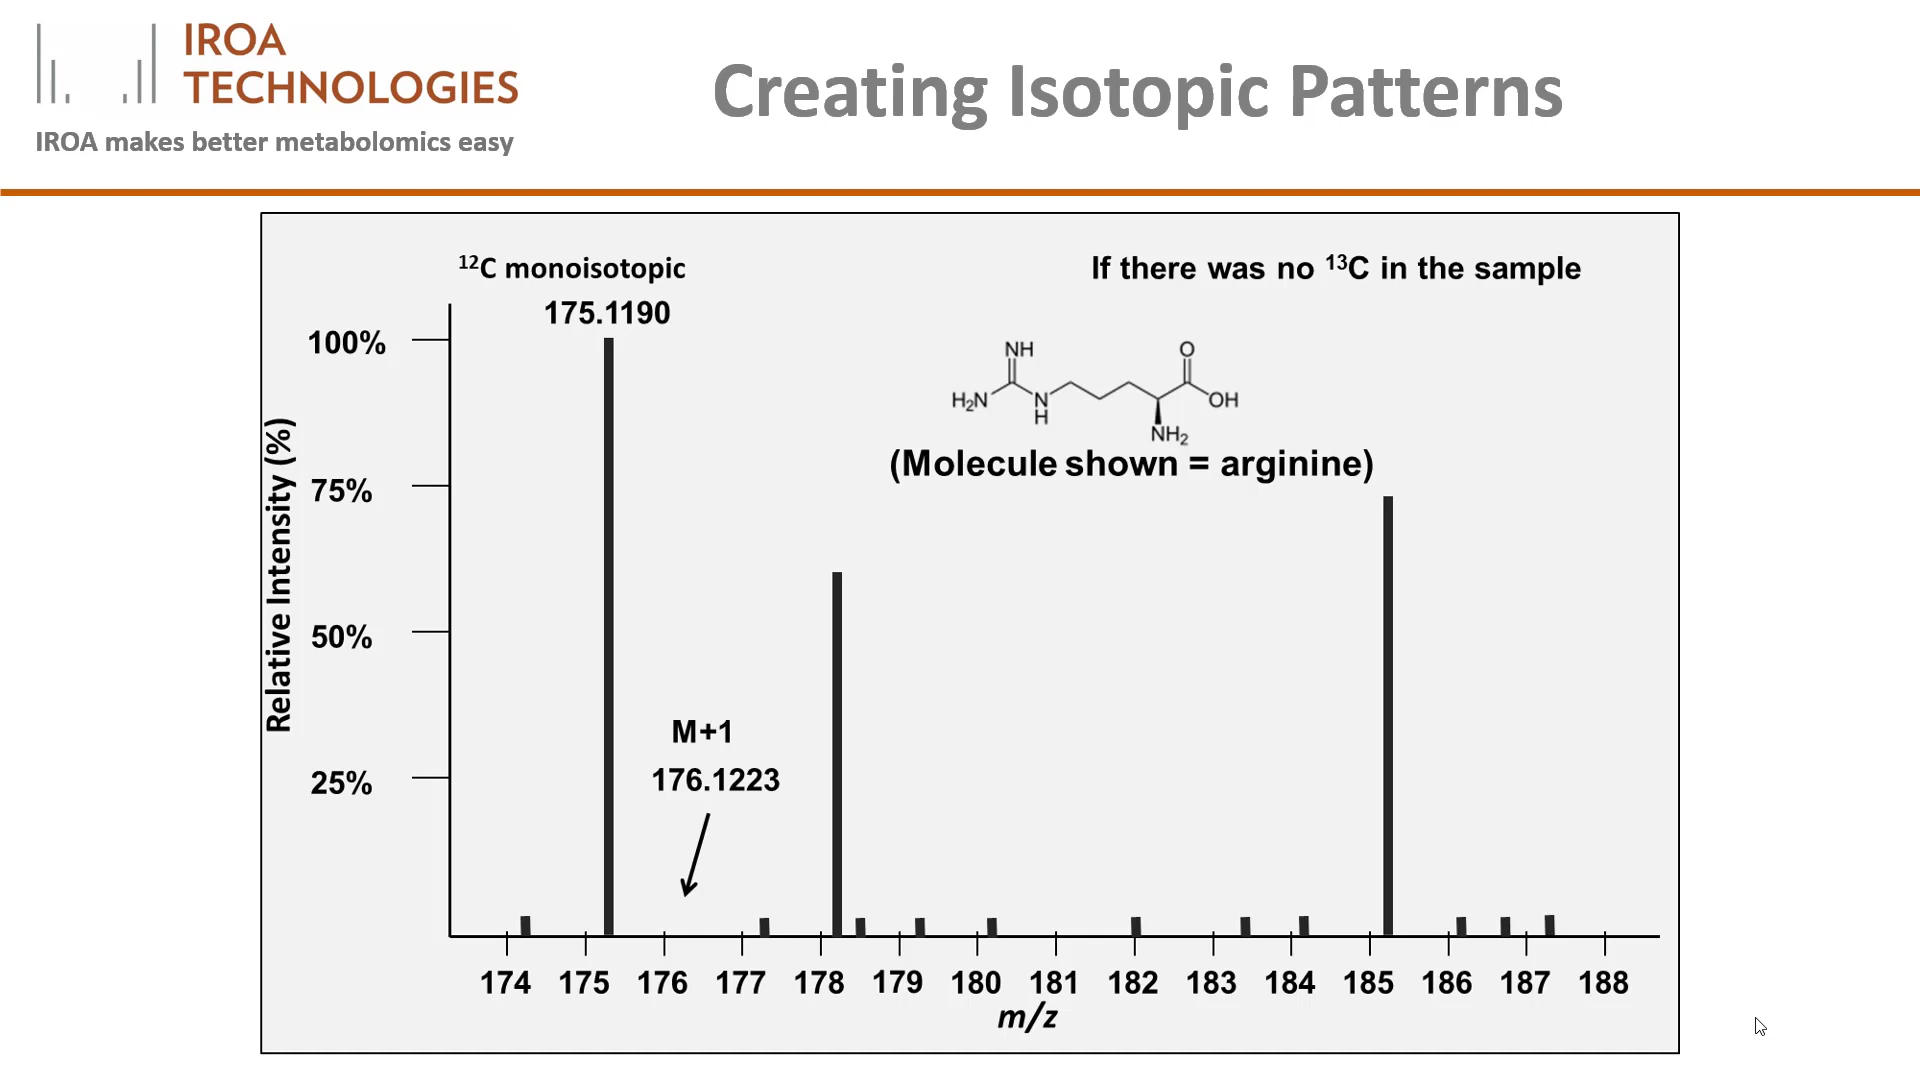 IROA
TECHNOLOGIES
IROA makes better metabolomics easy
Creating Isotopic Patterns
¹²C monoisotopic
175.1190
If there was no ¹³C in the sample
100%
75%
50%
25%
Relative Intensity (%)
NH
H₂N
N
H
O
OH
NH₂
(Molecule shown = arginine)
M+1
176.1223
174 175 176 177 178 179 180 181 182 183 184 185 186 187 188
m/z